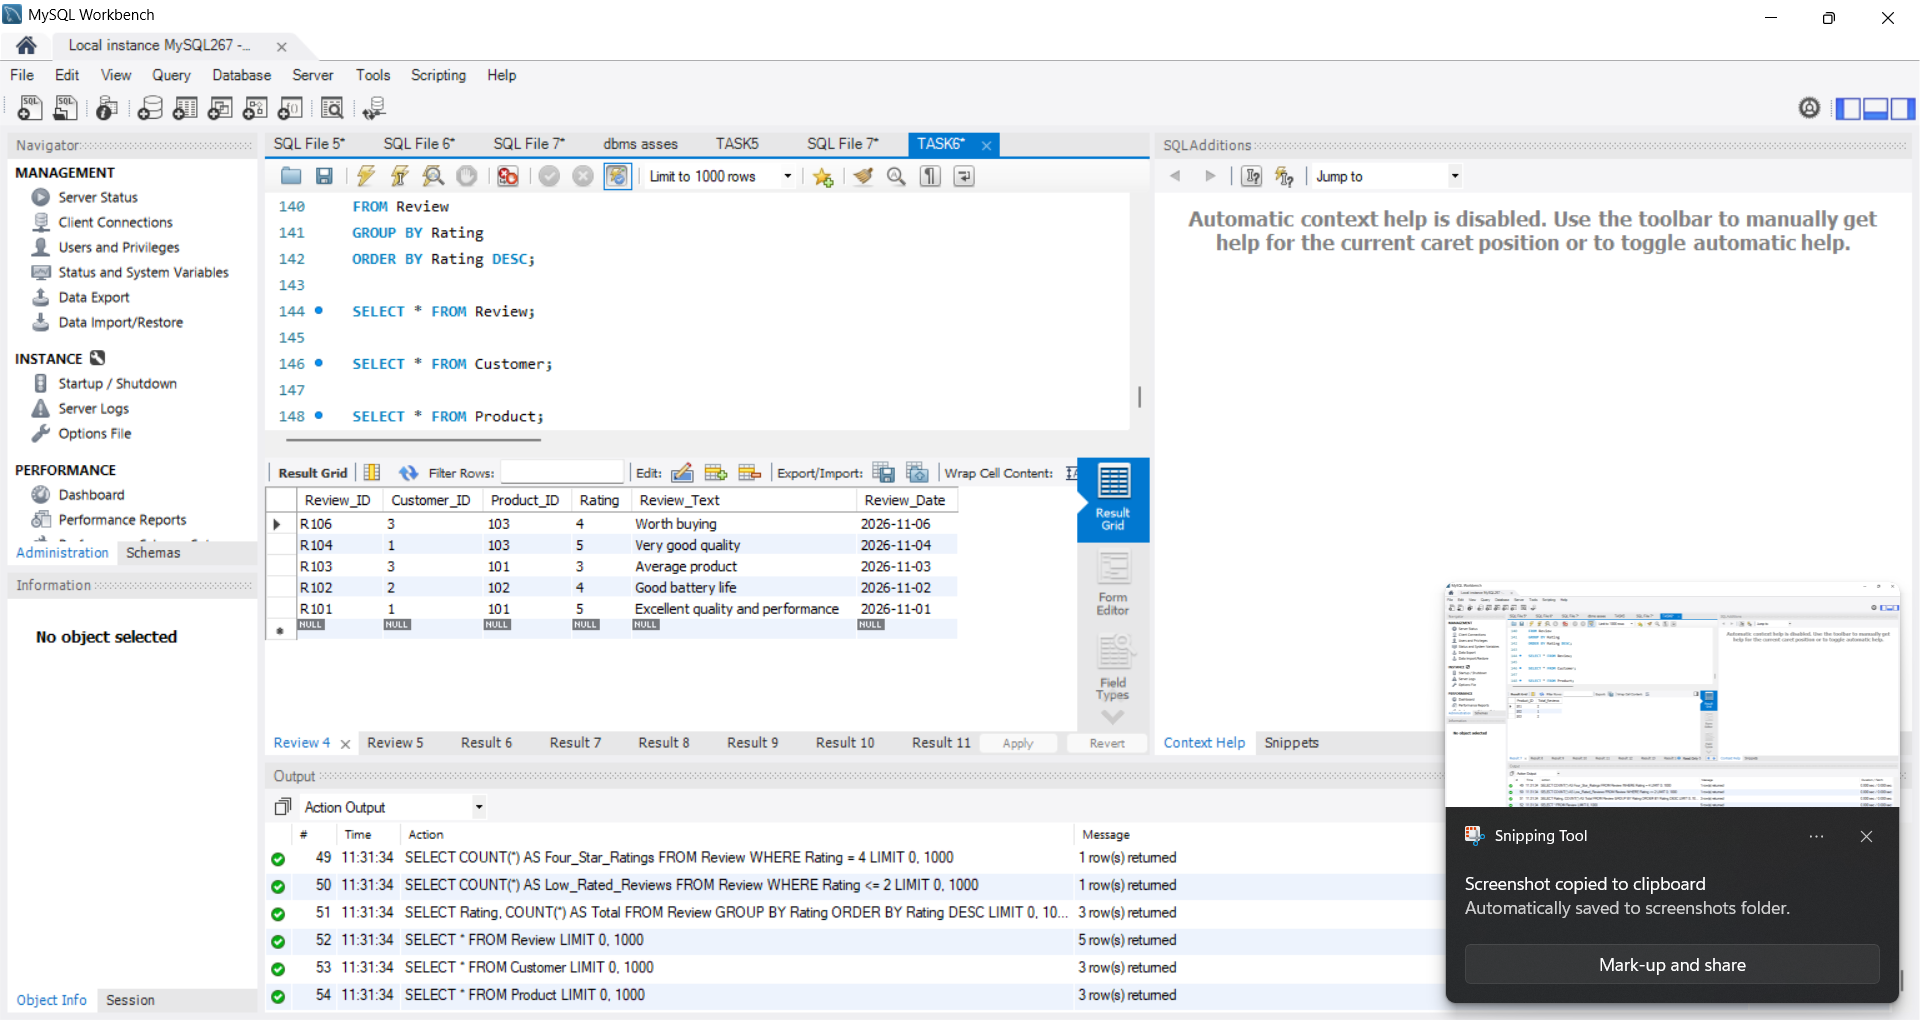 MySQL Workbench
Local instance MySQL267 -...
File Edit View Query Database Server Tools Scripting Help
Navigator
MANAGEMENT
Server Status
Client Connections
Users and Privileges
Status and System Variables
Data Export
Data Import/Restore
INSTANCE
Startup / Shutdown
Server Logs
Options File
PERFORMANCE
Dashboard
Performance Reports
Administration Schemas
Information
No object selected
Object Info Session
SQL File 5* SQL File 6* SQL File 7* dbms asses TASK5 SQL File 7* TASK6*
Limit to 1000 rows
140 FROM Review
141 GROUP BY Rating
142 ORDER BY Rating DESC;
143
144 SELECT * FROM Review;
145
146 SELECT * FROM Customer;
147
148 SELECT * FROM Product;
Result Grid Filter Rows: Edit: Export/Import: Wrap Cell Content:
Review_ID Customer_ID Product_ID Rating Review_Text Review_Date
R106 3 103 4 Worth buying 2026-11-06
R104 1 103 5 Very good quality 2026-11-04
R103 3 101 3 Average product 2026-11-03
R102 2 102 4 Good battery life 2026-11-02
R101 1 101 5 Excellent quality and performance 2026-11-01
NULL NULL NULL NULL NULL NULL
Result Grid
Form Editor
Field Types
Review 4 Review 5 Result 6 Result 7 Result 8 Result 9 Result 10 Result 11 Apply Revert
Output
Action Output
# Time Action Message
49 11:31:34 SELECT COUNT(*) AS Four_Star_Ratings FROM Review WHERE Rating = 4 LIMIT 0, 1000 1 row(s) returned
50 11:31:34 SELECT COUNT(*) AS Low_Rated_Reviews FROM Review WHERE Rating <= 2 LIMIT 0, 1000 1 row(s) returned
51 11:31:34 SELECT Rating, COUNT(*) AS Total FROM Review GROUP BY Rating ORDER BY Rating DESC LIMIT 0, 10... 3 row(s) returned
52 11:31:34 SELECT * FROM Review LIMIT 0, 1000 5 row(s) returned
53 11:31:34 SELECT * FROM Customer LIMIT 0, 1000 3 row(s) returned
54 11:31:34 SELECT * FROM Product LIMIT 0, 1000 3 row(s) returned
SQLAdditions
Jump to
Automatic context help is disabled. Use the toolbar to manually get
help for the current caret position or to toggle automatic help.
Context Help Snippets
Snipping Tool
Screenshot copied to clipboard
Automatically saved to screenshots folder.
Mark-up and share